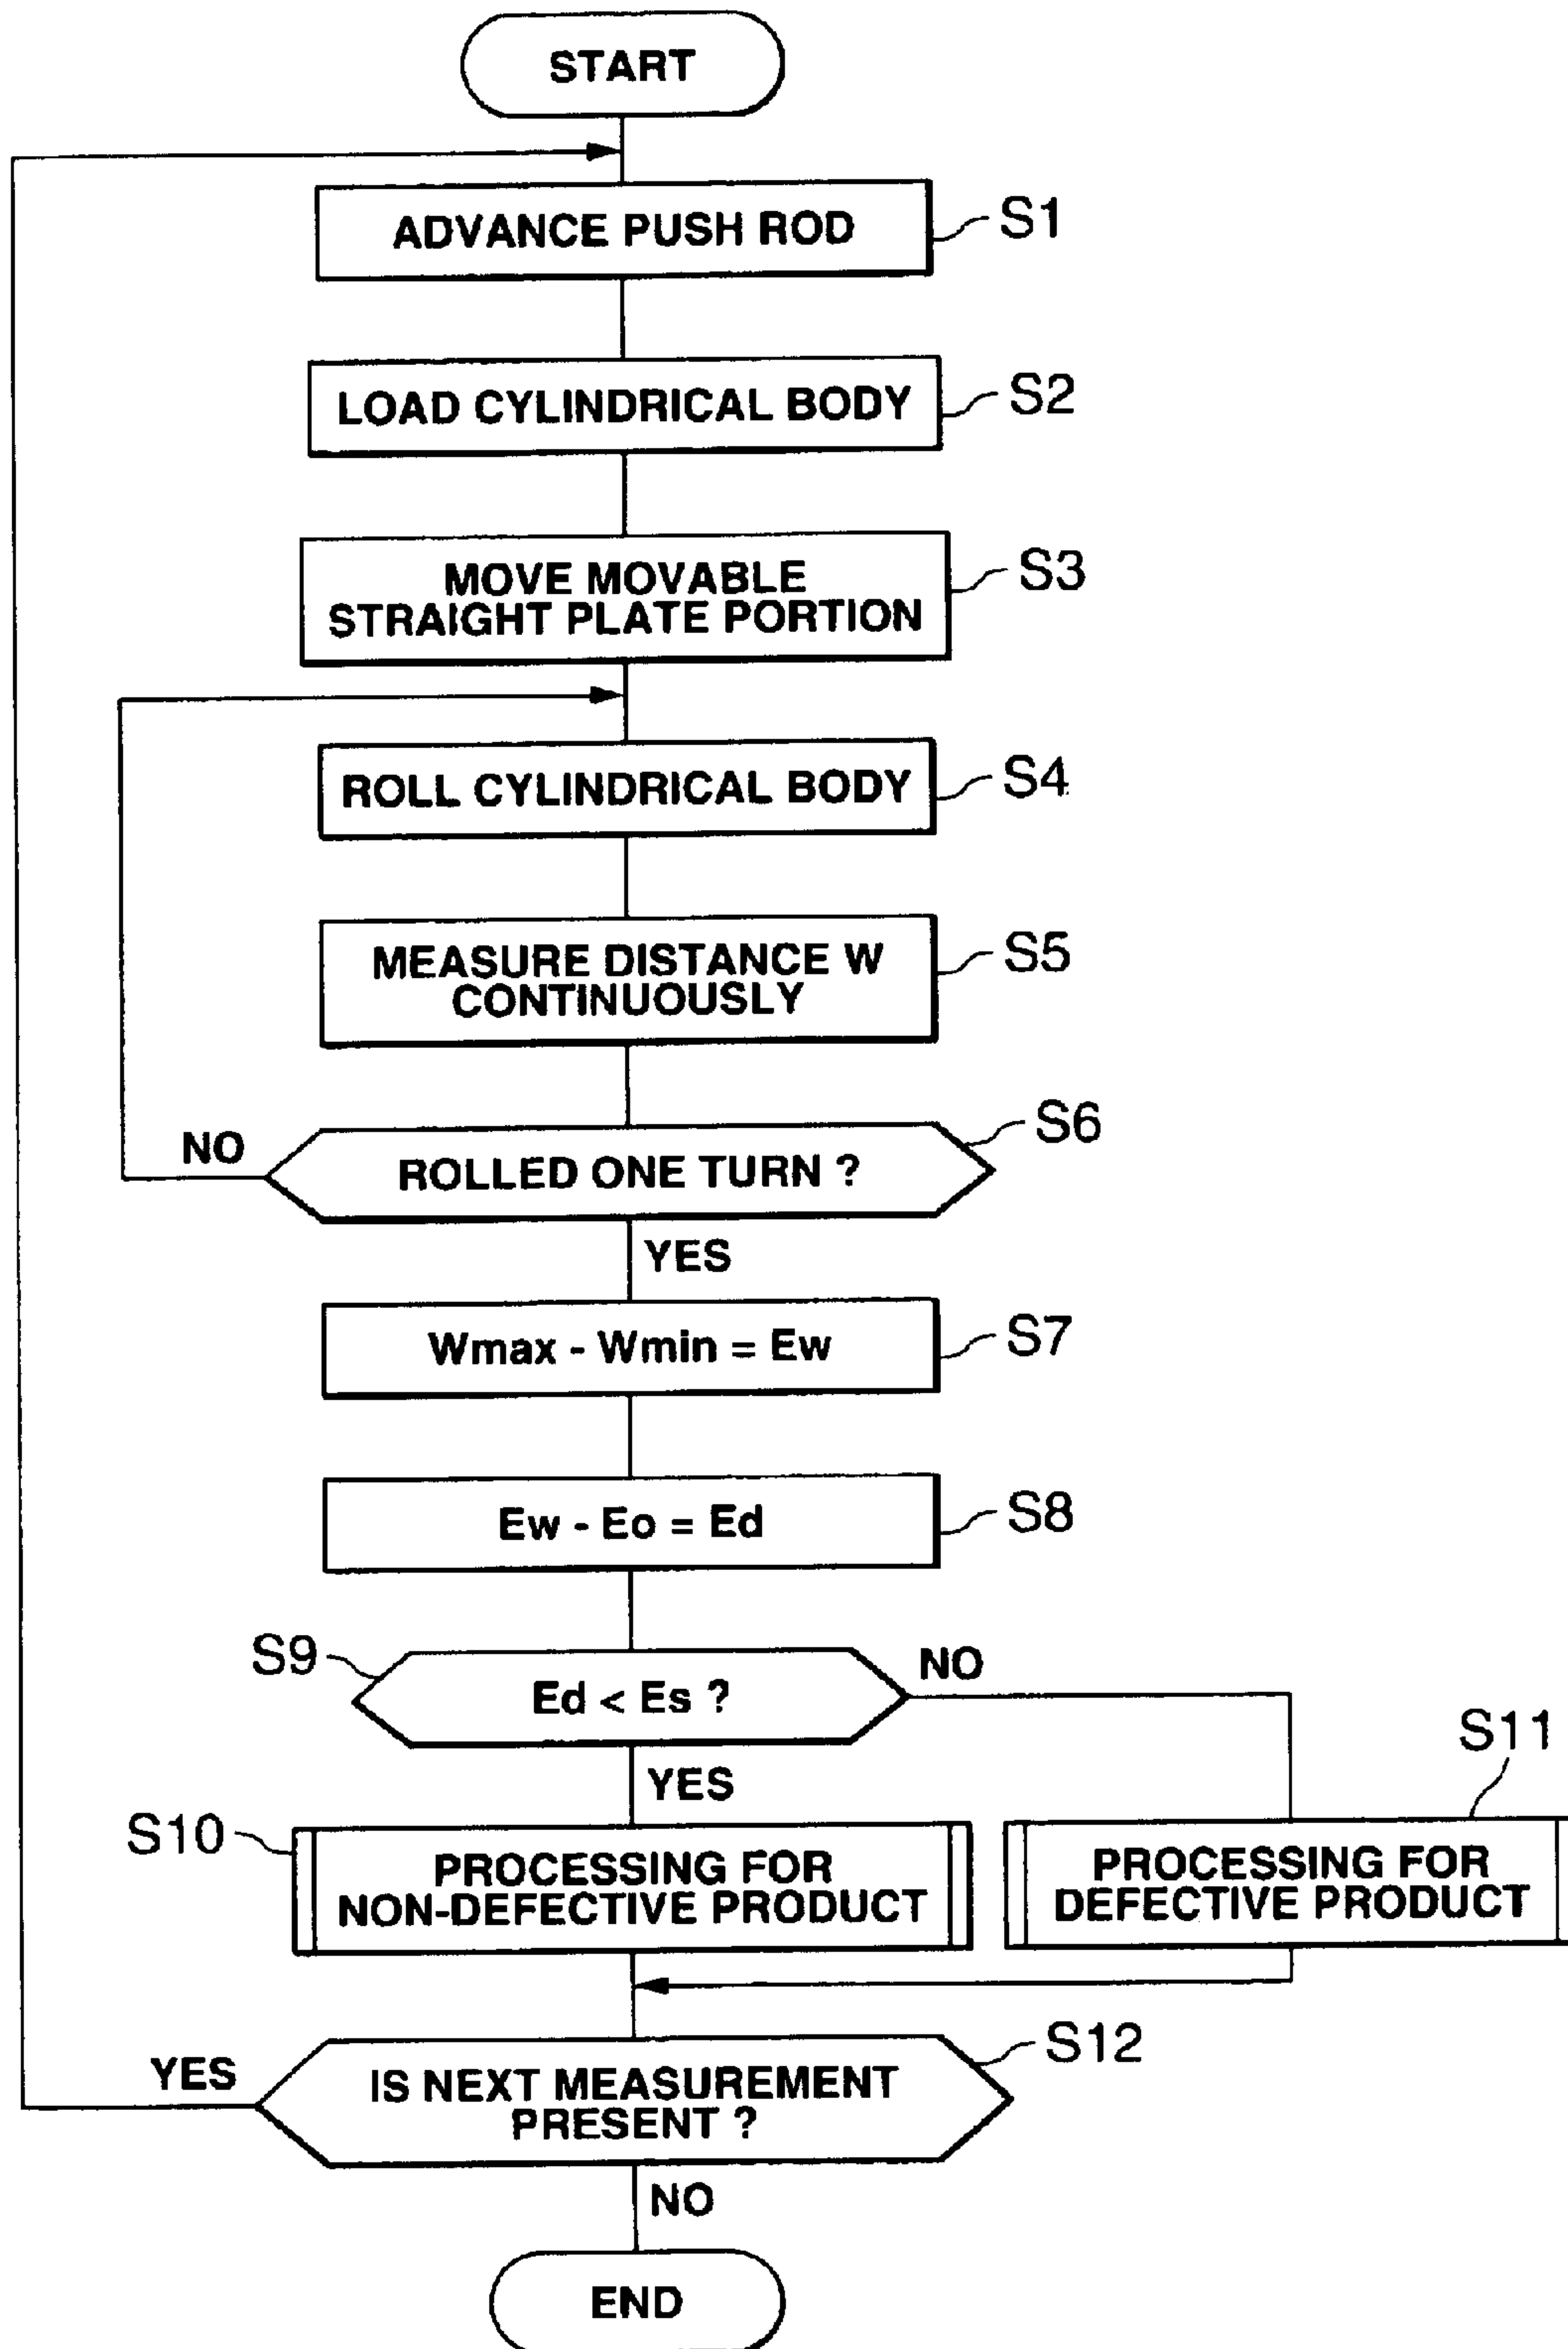 START
ADVANCE PUSH ROD
S1
LOAD CYLINDRICAL BODY
S2
MOVE MOVABLE
STRAIGHT PLATE PORTION
S3
ROLL CYLINDRICAL BODY
S4
MEASURE DISTANCE W
CONTINUOUSLY
S5
NO
ROLLED ONE TURN ?
S6
YES
Wmax - Wmin = Ew
S7
Ew - Eo = Ed
S8
S9
Ed < Es ?
NO
YES
S10
PROCESSING FOR
NON-DEFECTIVE PRODUCT
S11
PROCESSING FOR
DEFECTIVE PRODUCT
YES
IS NEXT MEASUREMENT
PRESENT ?
S12
NO
END